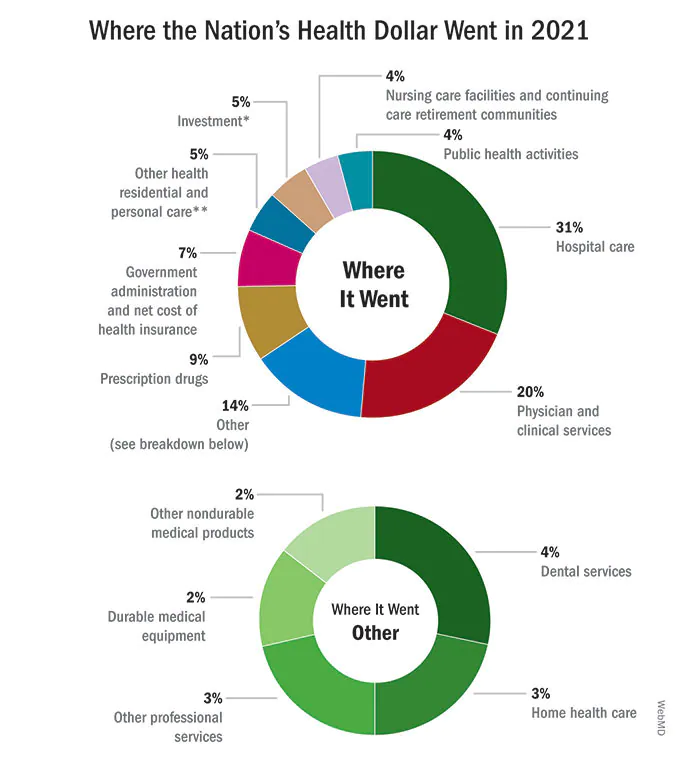 Where the Nation’s Health Dollar Went in 2021
4%
Nursing care facilities and continuing
care retirement communities
5%
Investment*
4%
Public health activities
5%
Other health
residential and
personal care**
31%
Hospital care
7%
Government
administration
and net cost of
health insurance
Where
It Went
9%
Prescription drugs
20%
Physician and
clinical services
14%
Other
(see breakdown below)
2%
Other nondurable
medical products
4%
Dental services
2%
Durable medical
equipment
Where It Went
Other
3%
Other professional
services
3%
Home health care
WebMD